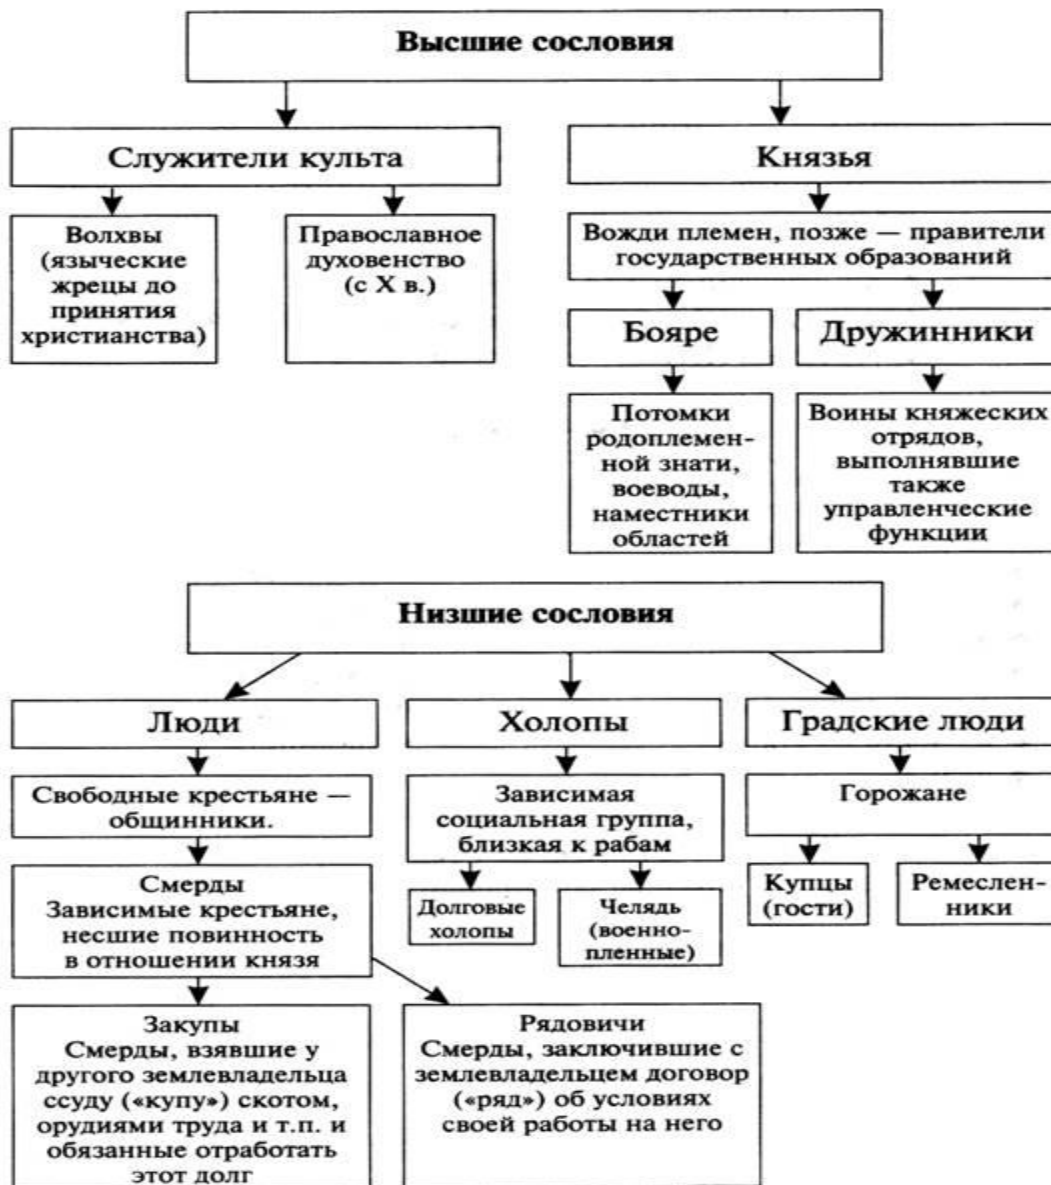 Высшие сословия
Служители культа
Князья
Волхвы
(языческие
жрецы до
принятия
христианства)
Православное
духовенство
(с X в.)
Вожди племен, позже — правители
государственных образований
Бояре
Дружинники
Потомки
родоплемен-
ной знати,
воеводы,
наместники
областей
Воины княжеских
отрядов,
выполнявшие
также
управленческие
функции
Низшие сословия
Люди
Холопы
Градские люди
Свободные крестьяне —
общинники.
Зависимая
социальная группа,
близкая к рабам
Горожане
Смерды
Зависимые крестьяне,
несшие повинность
в отношении князя
Долговые
холопы
Челядь
(военно-
пленные)
Купцы
(гости)
Ремеслен-
ники
Закупы
Смерды, взявшие у
другого землевладельца
ссуду («купу») скотом,
орудиями труда и т.п. и
обязанные отработать
этот долг
Рядовичи
Смерды, заключившие с
землевладельцем договор
(«ряд») об условиях
своей работы на него